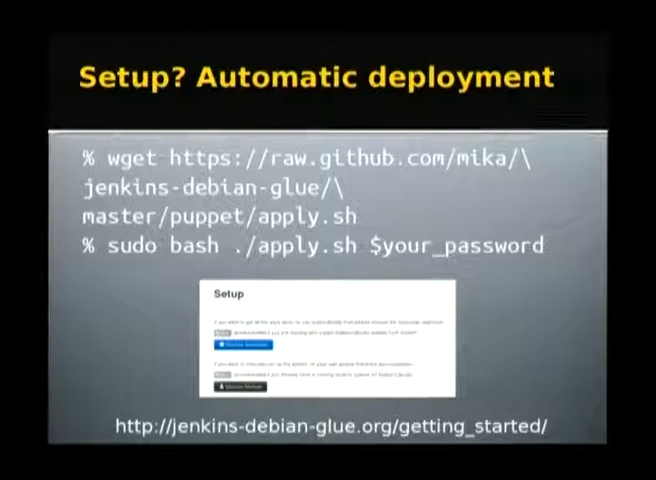 Setup? Automatic deployment
% wget https://raw.github.com/mika/\
jenkins-debian-glue/\
master/puppet/apply.sh
% sudo bash ./apply.sh $your_password
Setup
http://jenkins-debian-glue.org/getting_started/